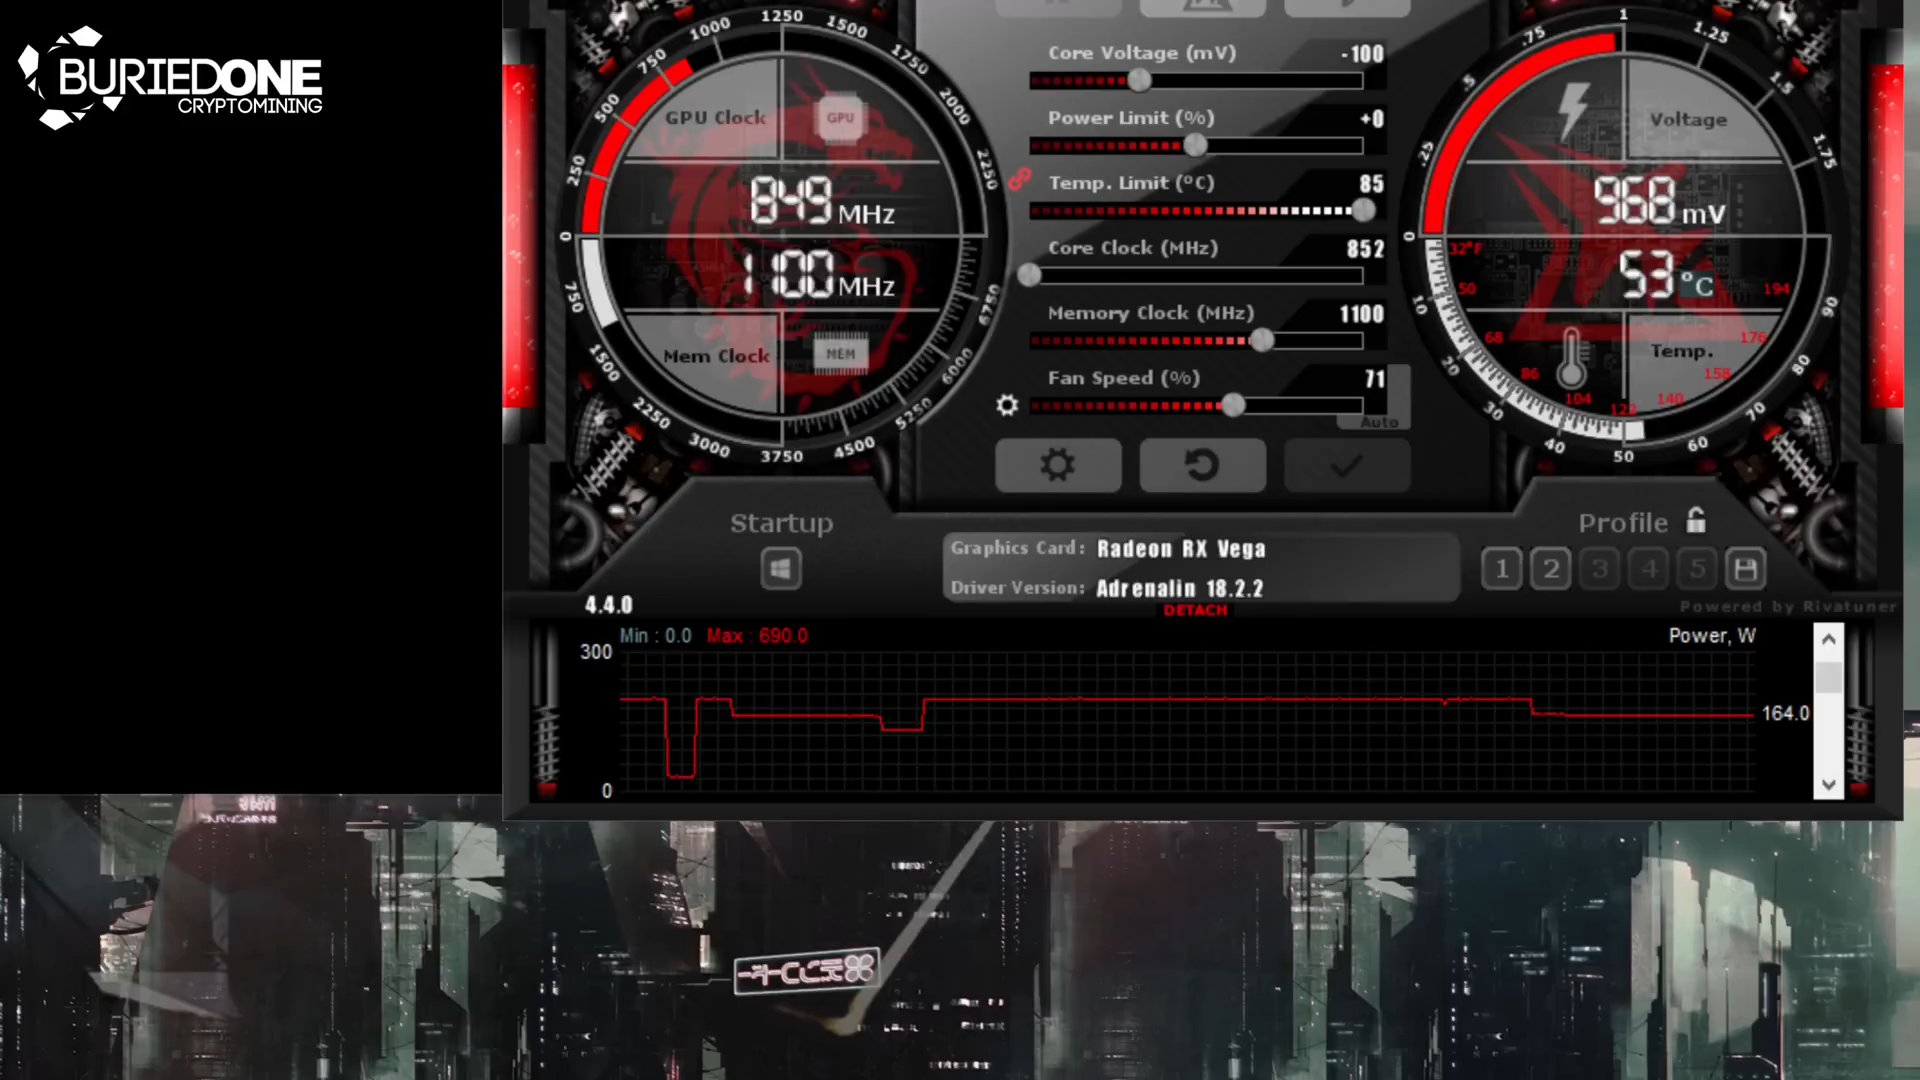 BURIEDONE
CRYPTOMINING
GPU Clock
GPU
849 MHz
1100 MHz
Mem Clock
MEM
0 250 500 750 1000 1250 1500 1750 2000 2250
750 1500 2250 3000 3750 4500 5250 6000 6750
Core Voltage (mV) -100
Power Limit (%) +0
Temp. Limit (°C) 85
Core Clock (MHz) 852
Memory Clock (MHz) 1100
Fan Speed (%) 71
Auto
0 .25 .5 .75 1 1.25 1.5 1.75
Voltage
968 mV
53 °C
Temp.
32°F 50 68 86 104 122 140 158 176 194
10 20 30 40 50 60 70 80 90
Startup
Graphics Card: Radeon RX Vega
Driver Version: Adrenalin 18.2.2
Profile
1 2 3 4 5
4.4.0
DETACH
Powered by Rivatuner
Min : 0.0 Max : 690.0
Power, W
300
164.0
0